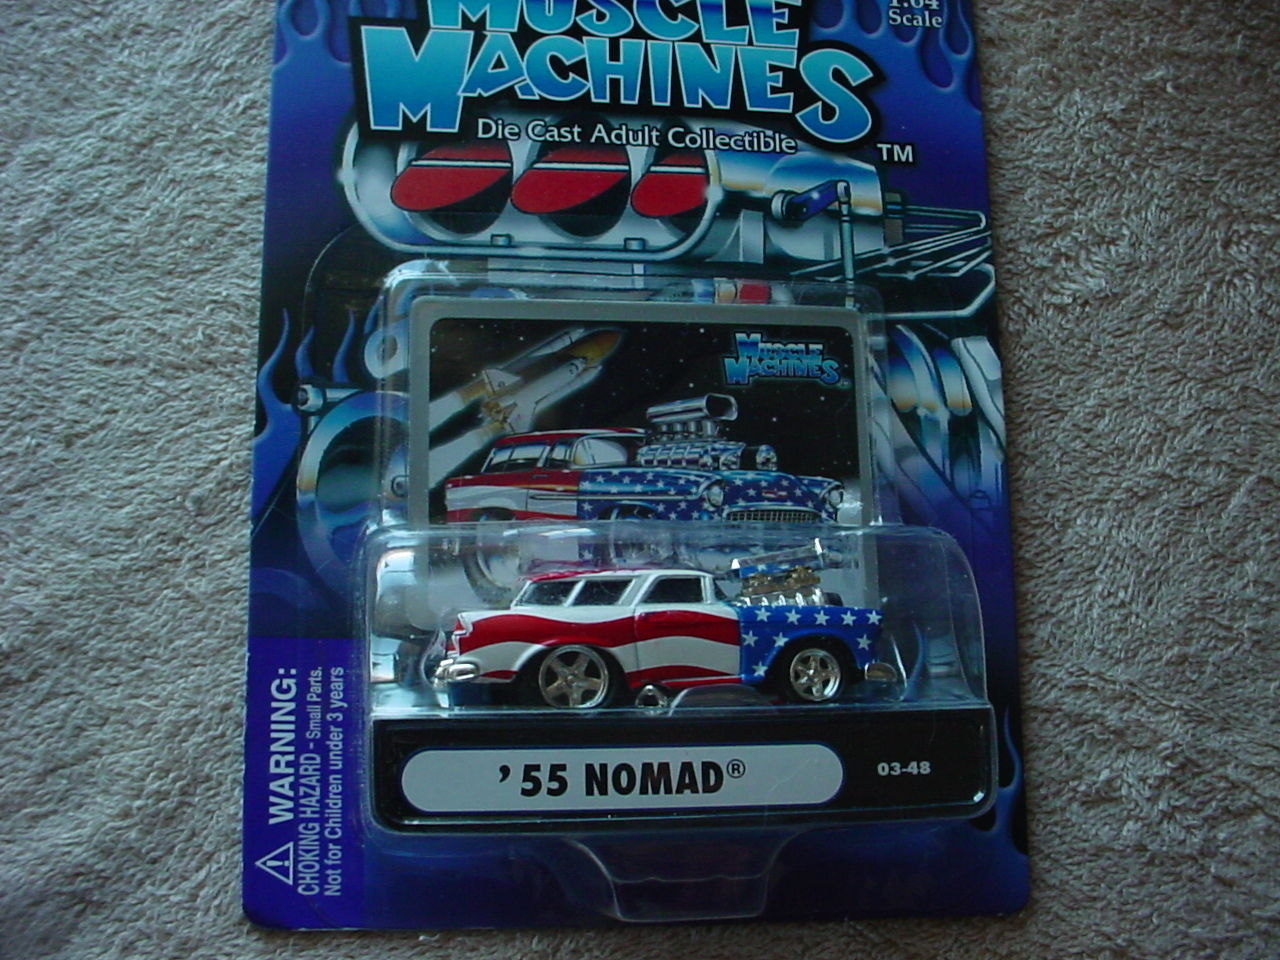 MUSCLE
MACHINES
1:64
Scale
Die Cast Adult Collectible
TM
MUSCLE
MACHINES
WARNING:
CHOKING HAZARD - Small Parts.
Not for Children under 3 years
'55 NOMAD®
03-48